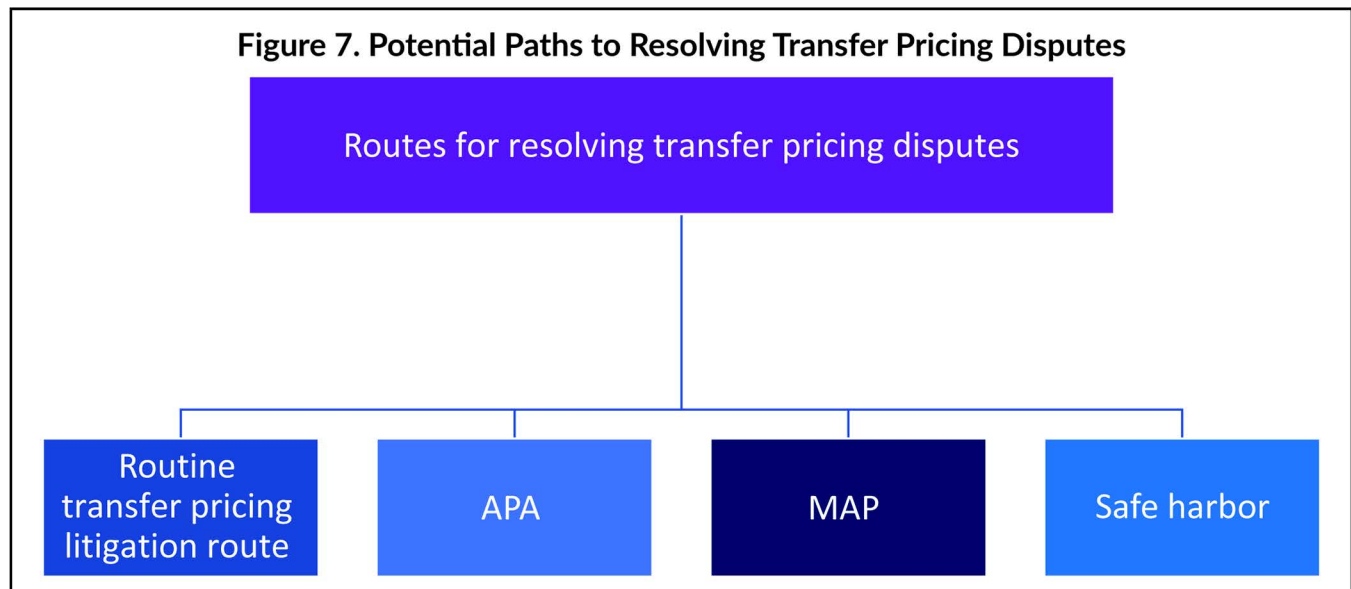 Figure 7. Potential Paths to Resolving Transfer Pricing Disputes
Routes for resolving transfer pricing disputes
Routine
transfer pricing
litigation route
APA
MAP
Safe harbor